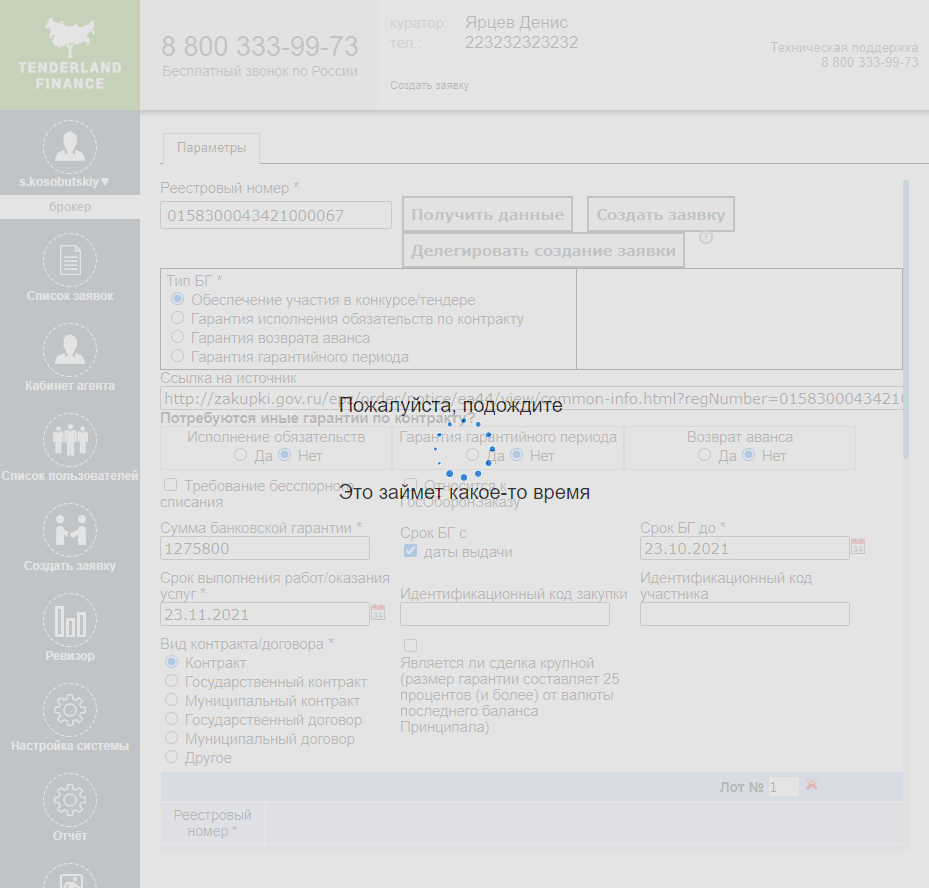 TENDERLAND
FINANCE
8 800 333-99-73
Бесплатный звонок по России
куратор: Ярцев Денис
тел.: 223232323232
Создать заявку
Техническая поддержка
8 800 333-99-73
s.kosobutskiy▼
брокер
Список заявок
Кабинет агента
Список пользователей
Создать заявку
Ревизор
Настройка системы
Отчёт
Параметры
Реестровый номер *
0158300043421000067
Получить данные
Создать заявку
Делегировать создание заявки
?
Тип БГ *
Обеспечение участия в конкурсе/тендере
Гарантия исполнения обязательств по контракту
Гарантия возврата аванса
Гарантия гарантийного периода
Ссылка на источник
http://zakupki.gov.ru/epz/order/notice/ea44/view/common-info.html?regNumber=01583000434210
Пожалуйста, подождите
Потребуются иные гарантии по контракту?
Исполнение обязательств
Да Нет
Гарантия гарантийного периода
Да Нет
Возврат аванса
Да Нет
Это займет какое-то время
Требование бесспорного
списания
Относится к
ГосОборонЗаказу
Сумма банковской гарантии *
1275800
Срок БГ с
даты выдачи
Срок БГ до *
23.10.2021
31
Срок выполнения работ/оказания
услуг *
23.11.2021
31
Идентификационный код закупки
Идентификационный код
участника
Вид контракта/договора *
Контракт
Государственный контракт
Муниципальный контракт
Государственный договор
Муниципальный договор
Другое
Является ли сделка крупной
(размер гарантии составляет 25
процентов (и более) от валюты
последнего баланса
Принципала)
Лот № 1
Реестровый
номер *